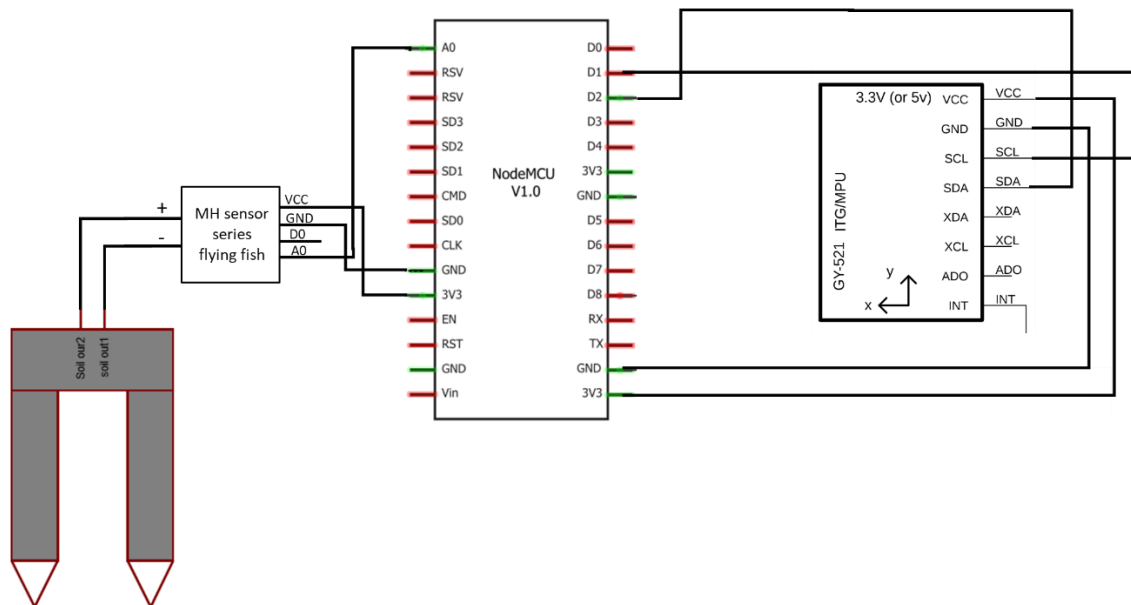 +
-
MH sensor
series
flying fish
VCC
GND
D0
A0
Soil our2
soil out1
A0
RSV
RSV
SD3
SD2
SD1
CMD
SD0
CLK
GND
3V3
EN
RST
GND
Vin
NodeMCU
V1.0
D0
D1
D2
D3
D4
3V3
GND
D5
D6
D7
D8
RX
TX
GND
3V3
3.3V (or 5v)
GY-521 ITG/MPU
y
x
VCC
GND
SCL
SDA
XDA
XCL
ADO
INT
VCC
GND
SCL
SDA
XDA
XCL
ADO
INT